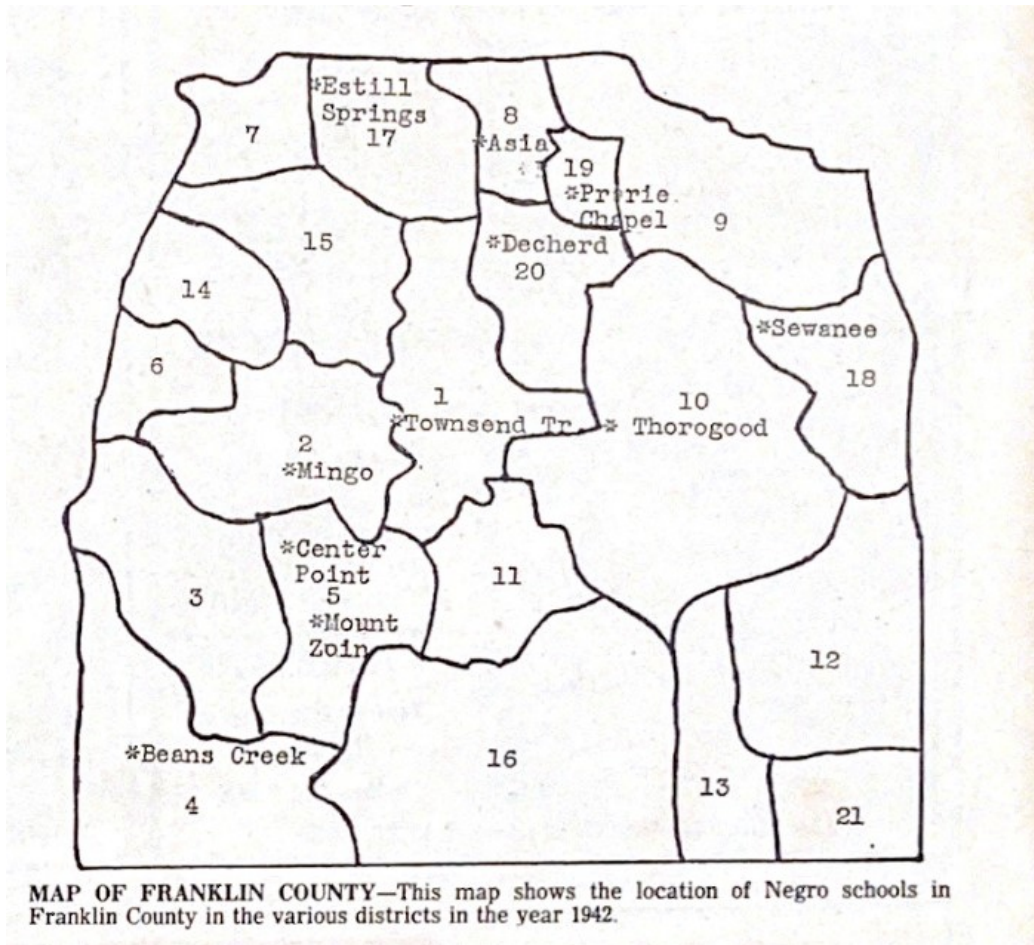 *Estill
Springs
17
7
8
*Asia
19
*Prerie
Chapel
9
15
*Decherd
20
14
*Sewanee
18
6
1
*Townsend Tr.
10
* Thorogood
2
*Mingo
*Center
Point
5
*Mount
Zoin
11
3
12
*Beans Creek
4
16
13
21
MAP OF FRANKLIN COUNTY—This map shows the location of Negro schools in
Franklin County in the various districts in the year 1942.